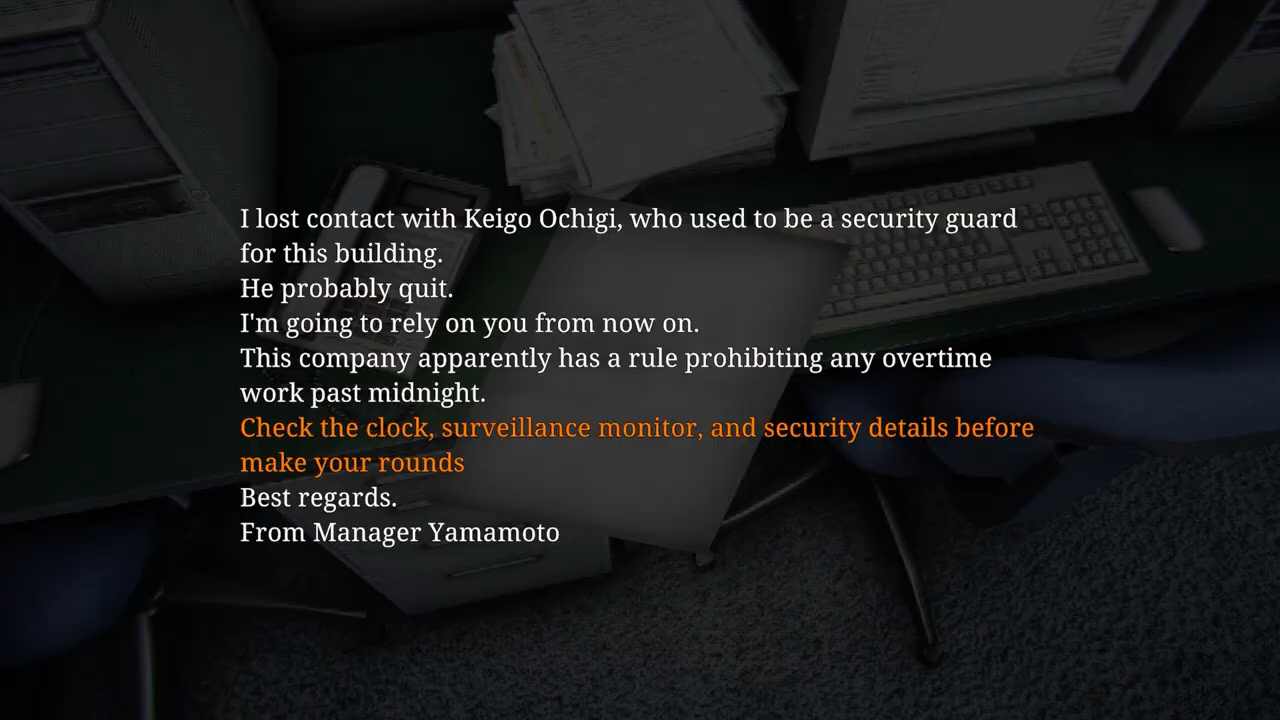 I lost contact with Keigo Ochigi, who used to be a security guard
for this building.
He probably quit.
I'm going to rely on you from now on.
This company apparently has a rule prohibiting any overtime
work past midnight.
Check the clock, surveillance monitor, and security details before
make your rounds
Best regards.
From Manager Yamamoto